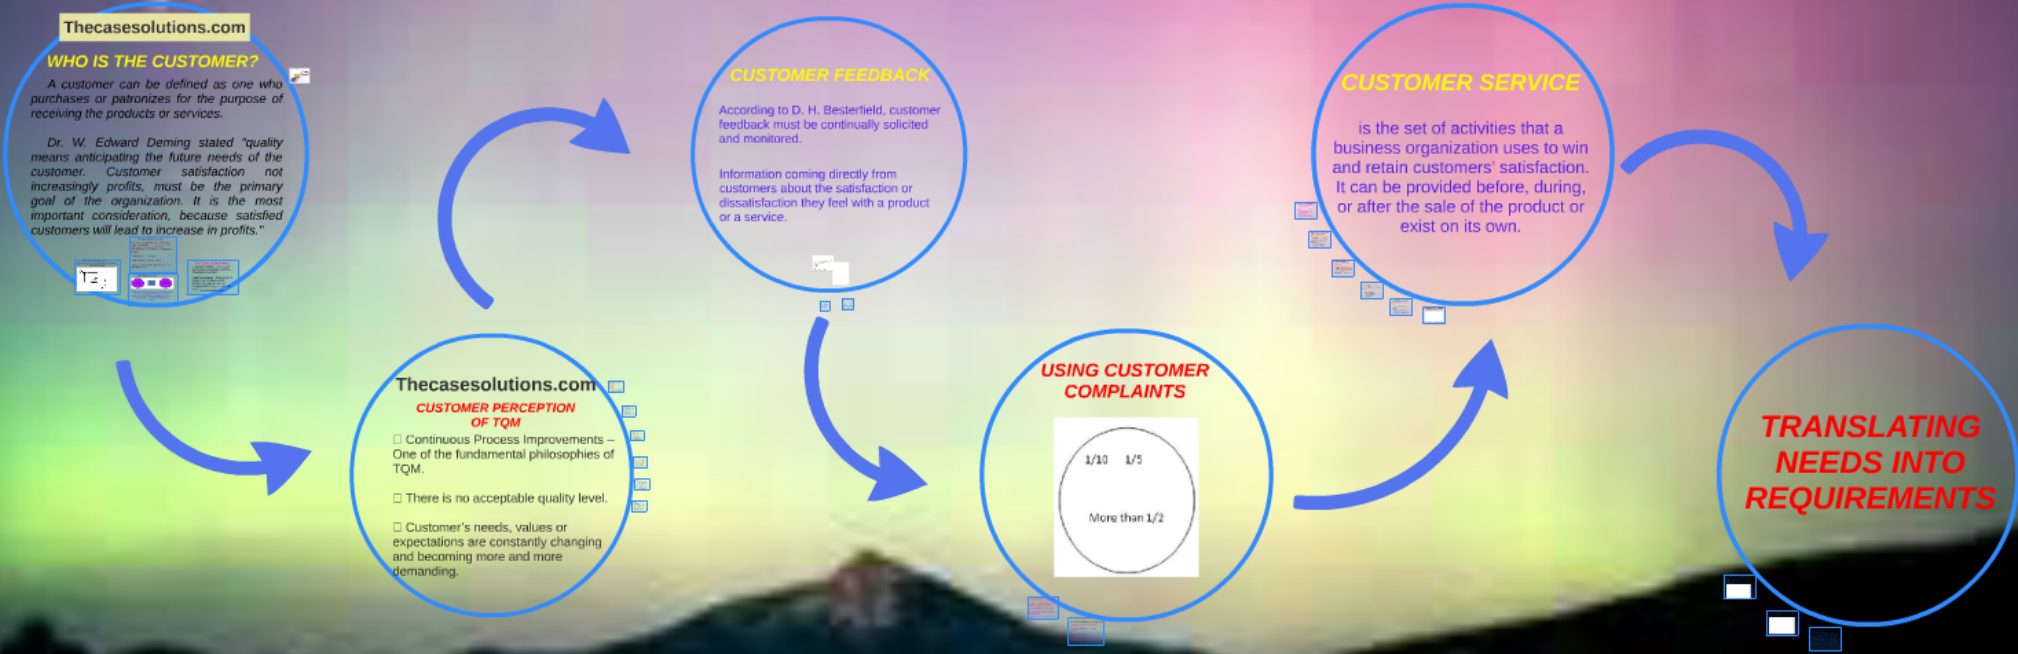 Thecasesolutions.com
WHO IS THE CUSTOMER?
A customer can be defined as one who
purchases or patronizes for the purpose of
receiving the products or services.
Dr. W. Edward Deming stated "quality
means anticipating the future needs of the
customer. Customer satisfaction not
increasingly profits, must be the primary
goal of the organization. It is the most
important consideration, because satisfied
customers will lead to increase in profits."
Thecasesolutions.com
CUSTOMER PERCEPTION
OF TQM
Continuous Process Improvements –
One of the fundamental philosophies of
TQM.
There is no acceptable quality level.
Customer's needs, values or
expectations are constantly changing
and becoming more and more
demanding.
CUSTOMER FEEDBACK
According to D. H. Besterfield, customer
feedback must be continually solicited
and monitored.
Information coming directly from
customers about the satisfaction or
dissatisfaction they feel with a product
or a service.
USING CUSTOMER
COMPLAINTS
1/10 1/5
More than 1/2
CUSTOMER SERVICE
is the set of activities that a
business organization uses to win
and retain customers' satisfaction.
It can be provided before, during,
or after the sale of the product or
exist on its own.
TRANSLATING
NEEDS INTO
REQUIREMENTS